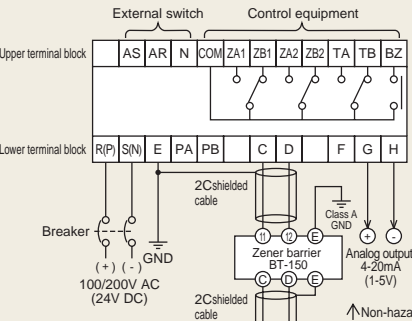 External switch
Control equipment
Upper terminal block
AS AR N COM ZA1 ZB1 ZA2 ZB2 TA TB BZ
Lower terminal block
R(P) S(N) E PA PB C D F G H
2Cshielded
cable
Class A
GND
Breaker
GND
11 12 E
+ -
Zener barrier
BT-150
Analog output
4-20mA
(1-5V)
(+) (-)
100/200V AC
(24V DC)
C D E
2Cshielded
cable
Non-haza